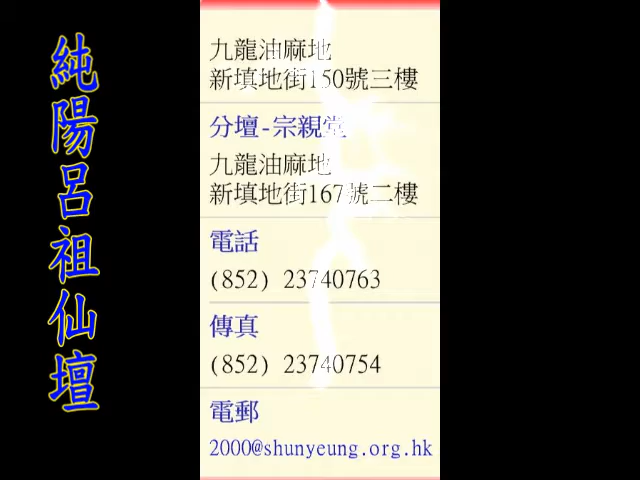 純陽呂祖仙壇
九龍油麻地
新填地街150號三樓
分壇-宗親堂
九龍油麻地
新填地街167號二樓
電話
(852) 23740763
傳真
(852) 23740754
電郵
2000@shunyeung.org.hk